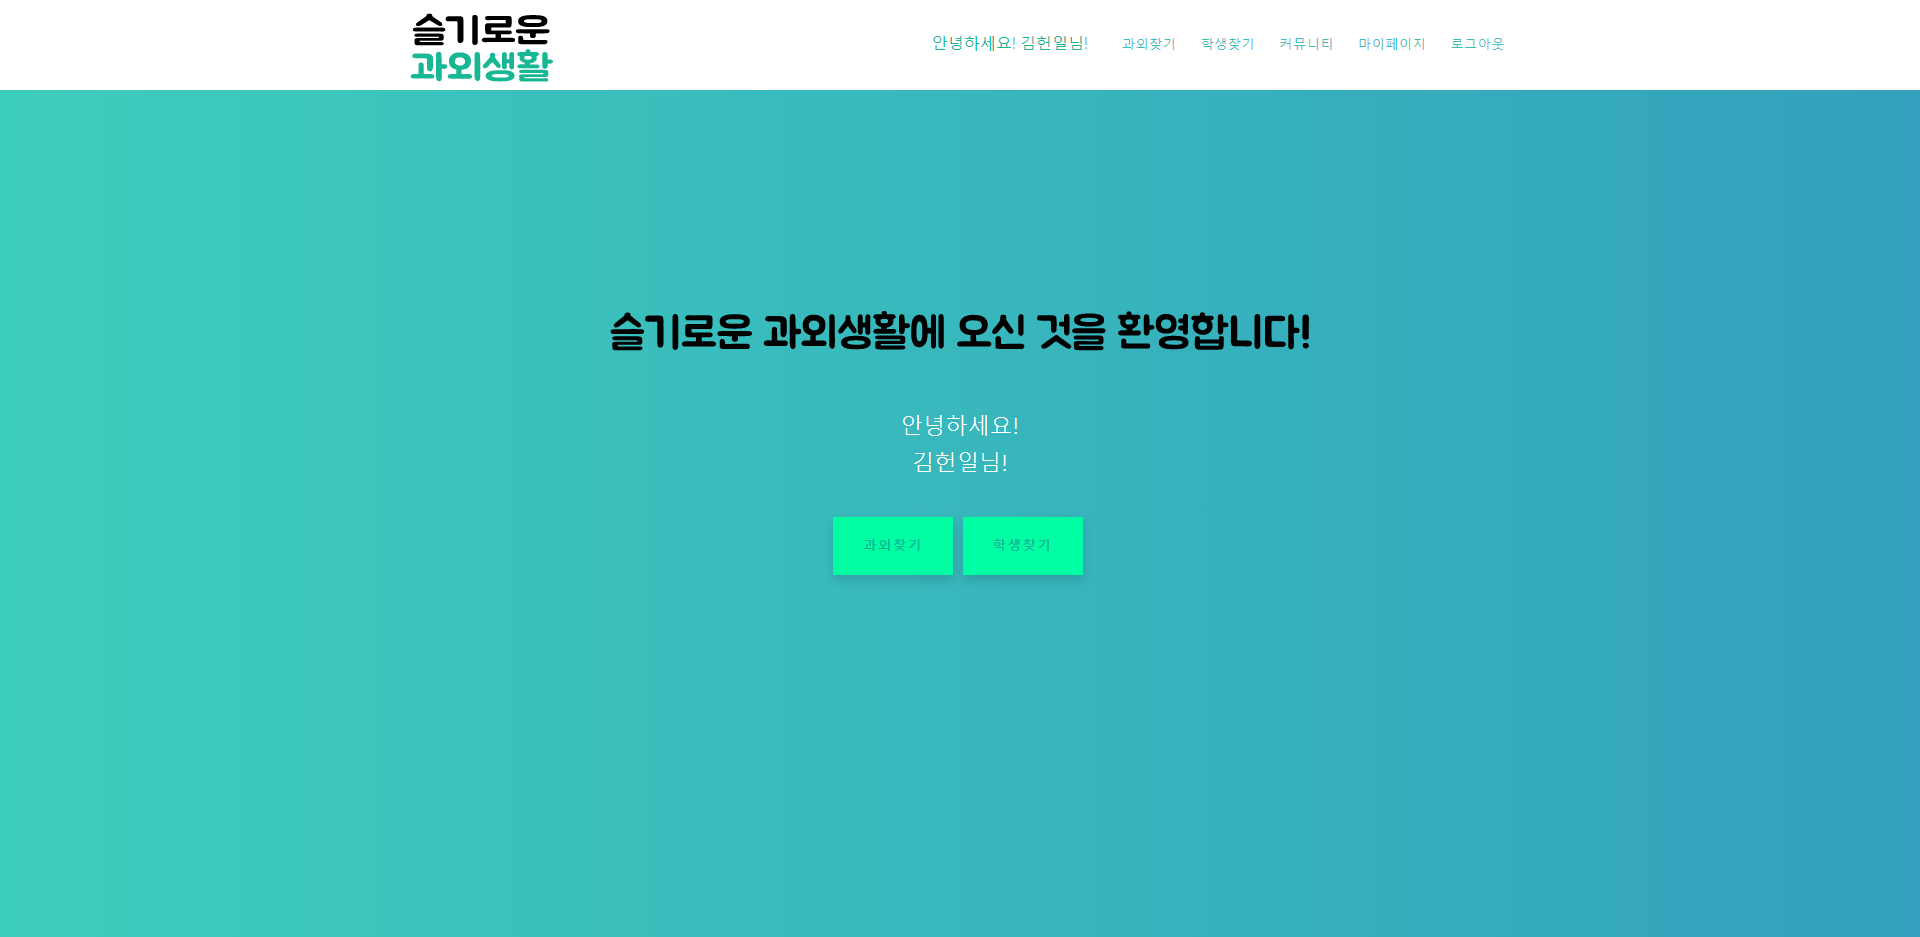 슬기로운
과외생활
안녕하세요! 김헌일님! 과외찾기 학생찾기 커뮤니티 마이페이지 로그아웃
슬기로운 과외생활에 오신 것을 환영합니다!
안녕하세요!
김헌일님!
과외찾기 학생찾기